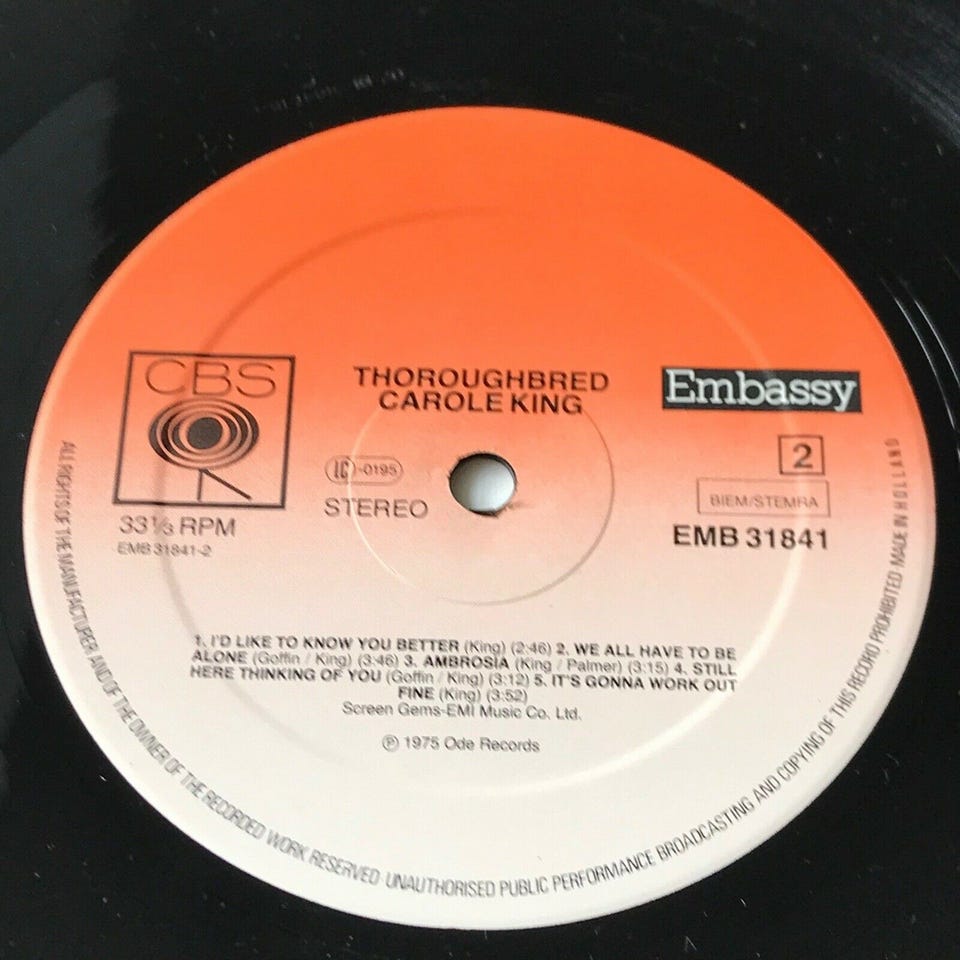 CBS
THOROUGHBRED
CAROLE KING
Embassy
LC-0195
STEREO
33⅓ RPM
EMB 31841-2
2
BIEM/STEMRA
EMB 31841
1. I'D LIKE TO KNOW YOU BETTER (King) (2:46) 2. WE ALL HAVE TO BE
ALONE (Goffin / King) (3:46) 3. AMBROSIA (King / Palmer) (3:15) 4. STILL
HERE THINKING OF YOU (Goffin / King) (3:12) 5. IT'S GONNA WORK OUT
FINE (King) (3:52)
Screen Gems-EMI Music Co. Ltd.
℗ 1975 Ode Records
ALL RIGHTS OF THE MANUFACTURER AND OF THE OWNER OF THE RECORDED WORK RESERVED· UNAUTHORISED PUBLIC PERFORMANCE BROADCASTING AND COPYING OF THIS RECORD PROHIBITED· MADE IN HOLLAND